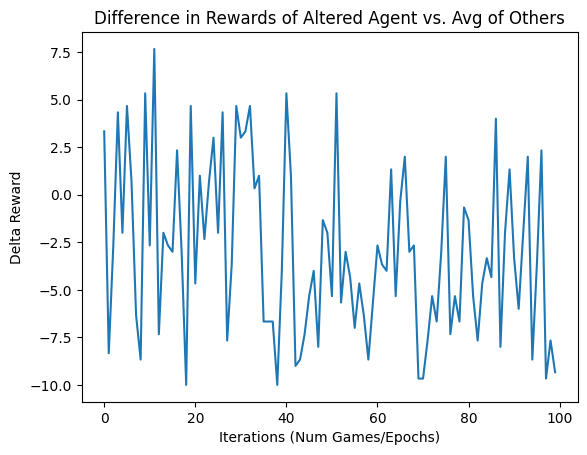 Difference in Rewards of Altered Agent vs. Avg of Others
Delta Reward
7.5
5.0
2.5
0.0
−2.5
−5.0
−7.5
−10.0
0 20 40 60 80 100
Iterations (Num Games/Epochs)